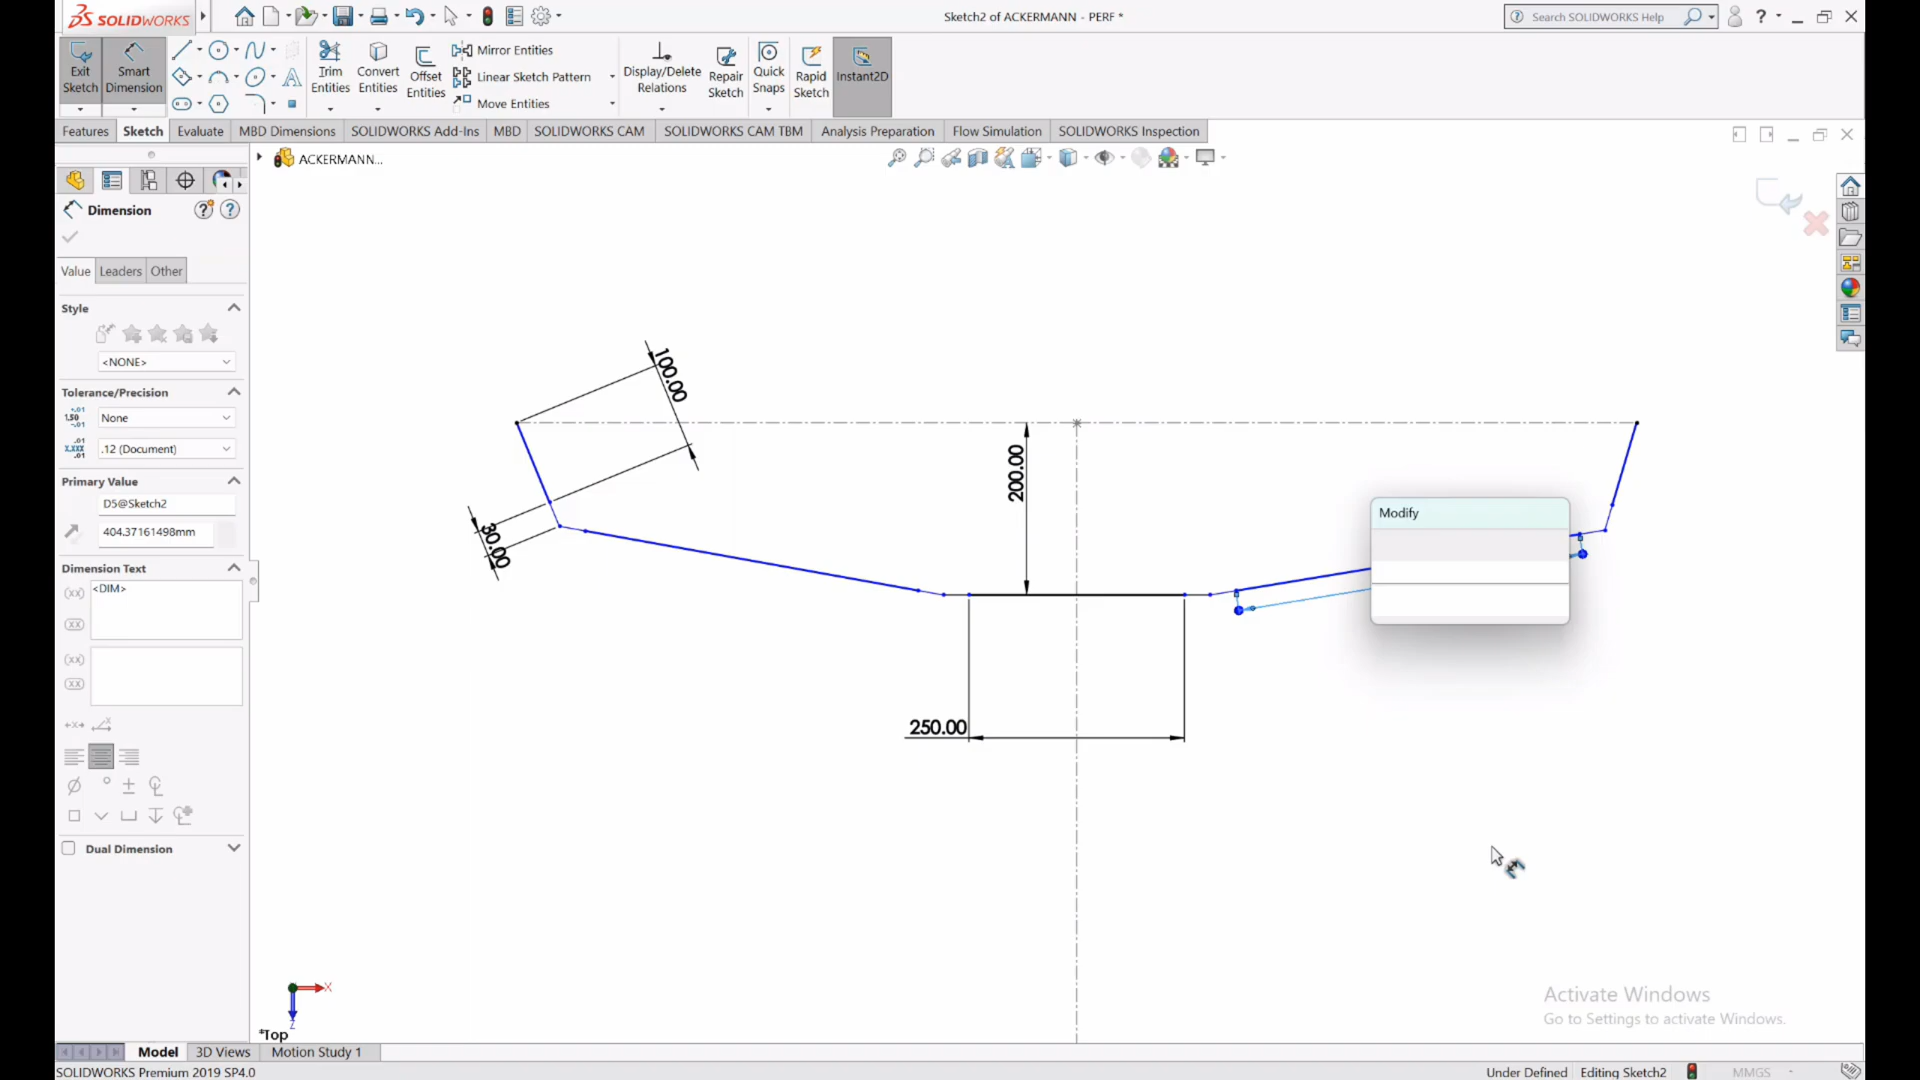 SOLIDWORKS
Sketch2 of ACKERMANN - PERF *
Search SOLIDWORKS Help
?
Exit Sketch
Smart Dimension
Trim Entities
Convert Entities
Offset Entities
Mirror Entities
Linear Sketch Pattern
Move Entities
Display/Delete Relations
Repair Sketch
Quick Snaps
Rapid Sketch
Instant2D
Features
Sketch
Evaluate
MBD Dimensions
SOLIDWORKS Add-Ins
MBD
SOLIDWORKS CAM
SOLIDWORKS CAM TBM
Analysis Preparation
Flow Simulation
SOLIDWORKS Inspection
ACKERMANN...
Dimension
Value
Leaders
Other
Style
<NONE>
Tolerance/Precision
None
.12 (Document)
Primary Value
D5@Sketch2
404.37161498mm
Dimension Text
<DIM>
Dual Dimension
100.00
30.00
200.00
250.00
Modify
X
Z
*Top
Activate Windows
Go to Settings to activate Windows.
Model
3D Views
Motion Study 1
SOLIDWORKS Premium 2019 SP4.0
Under Defined
Editing Sketch2
MMGS